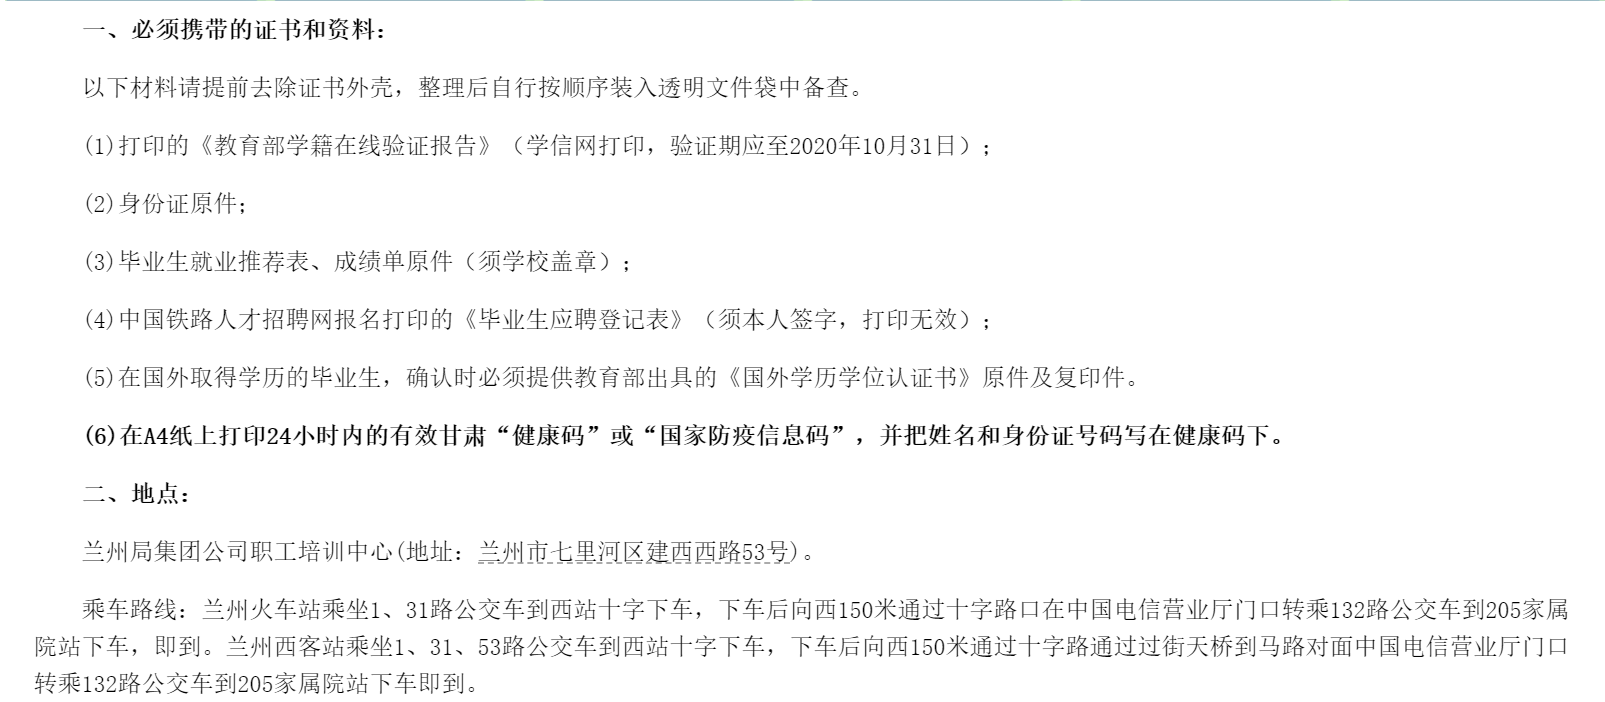 一、必须携带的证书和资料：
以下材料请提前去除证书外壳，整理后自行按顺序装入透明文件袋中备查。
(1)打印的《教育部学籍在线验证报告》（学信网打印，验证期应至2020年10月31日）；
(2)身份证原件；
(3)毕业生就业推荐表、成绩单原件（须学校盖章）；
(4)中国铁路人才招聘网报名打印的《毕业生应聘登记表》（须本人签字，打印无效）；
(5)在国外取得学历的毕业生，确认时必须提供教育部出具的《国外学历学位认证书》原件及复印件。
(6)在A4纸上打印24小时内的有效甘肃“健康码”或“国家防疫信息码”，并把姓名和身份证号码写在健康码下。
二、地点：
兰州局集团公司职工培训中心(地址：兰州市七里河区建西西路53号)。
乘车路线：兰州火车站乘坐1、31路公交车到西站十字下车，下车后向西150米通过十字路口在中国电信营业厅门口转乘132路公交车到205家属
院站下车，即到。兰州西客站乘坐1、31、53路公交车到西站十字下车，下车后向西150米通过十字路通过过街天桥到马路对面中国电信营业厅门口
转乘132路公交车到205家属院站下车即到。